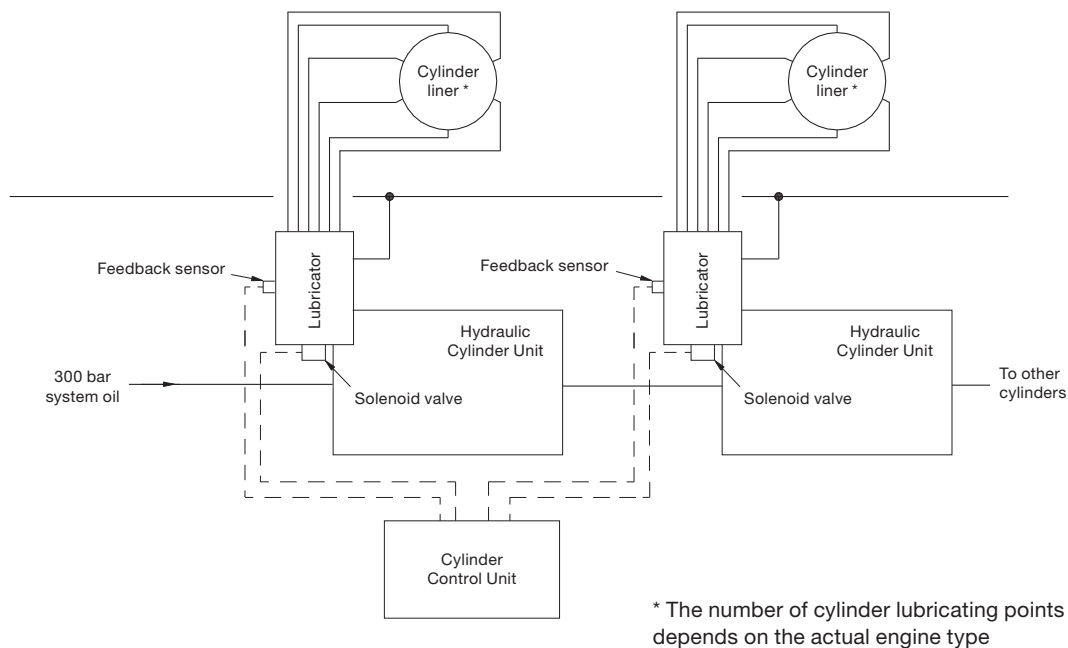 Cylinder
liner *
Cylinder
liner *
Feedback sensor
Lubricator
Feedback sensor
Lubricator
Hydraulic
Cylinder Unit
Hydraulic
Cylinder Unit
300 bar
system oil
Solenoid valve
Solenoid valve
To other
cylinders
Cylinder
Control Unit
* The number of cylinder lubricating points
depends on the actual engine type